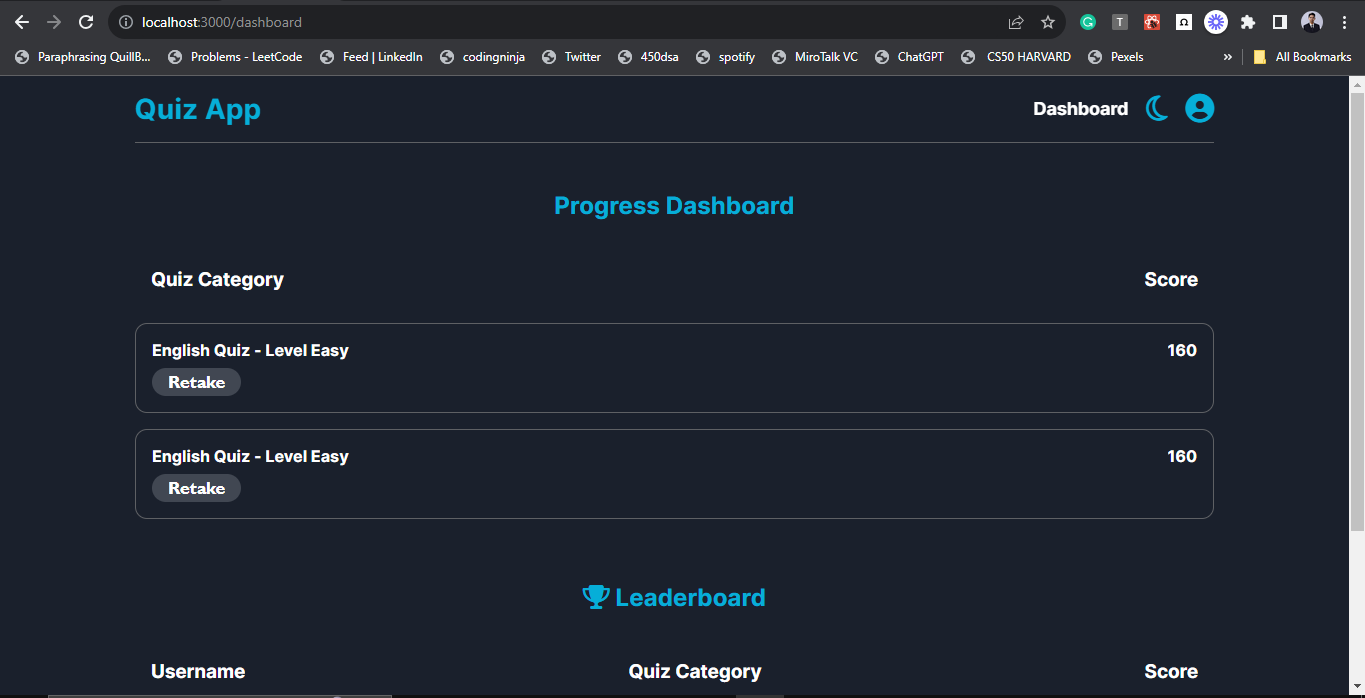 localhost:3000/dashboard
Paraphrasing QuillB... Problems - LeetCode Feed | LinkedIn codingninja Twitter 450dsa spotify MiroTalk VC ChatGPT CS50 HARVARD Pexels » All Bookmarks
Quiz App Dashboard
Progress Dashboard
Quiz Category Score
English Quiz - Level Easy 160
Retake
English Quiz - Level Easy 160
Retake
Leaderboard
Username Quiz Category Score